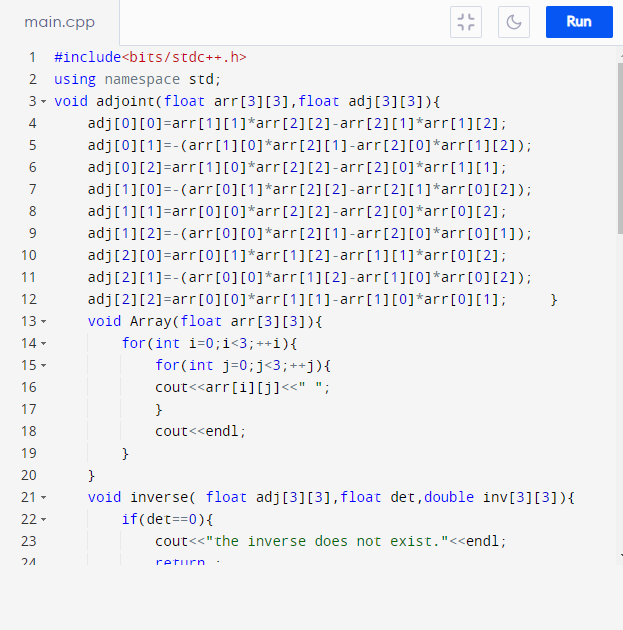 main.cpp
Run
1 #include<bits/stdc++.h>
2 using namespace std;
3 void adjoint(float arr[3][3],float adj[3][3]){
4 adj[0][0]=arr[1][1]*arr[2][2]-arr[2][1]*arr[1][2];
5 adj[0][1]=-(arr[1][0]*arr[2][1]-arr[2][0]*arr[1][2]);
6 adj[0][2]=arr[1][0]*arr[2][2]-arr[2][0]*arr[1][1];
7 adj[1][0]=-(arr[0][1]*arr[2][2]-arr[2][1]*arr[0][2]);
8 adj[1][1]=arr[0][0]*arr[2][2]-arr[2][0]*arr[0][2];
9 adj[1][2]=-(arr[0][0]*arr[2][1]-arr[2][0]*arr[0][1]);
10 adj[2][0]=arr[0][1]*arr[1][2]-arr[1][1]*arr[0][2];
11 adj[2][1]=-(arr[0][0]*arr[1][2]-arr[1][0]*arr[0][2]);
12 adj[2][2]=arr[0][0]*arr[1][1]-arr[1][0]*arr[0][1]; }
13 void Array(float arr[3][3]){
14 for(int i=0;i<3;++i){
15 for(int j=0;j<3;++j){
16 cout<<arr[i][j]<<" ";
17 }
18 cout<<endl;
19 }
20 }
21 void inverse( float adj[3][3],float det,double inv[3][3]){
22 if(det==0){
23 cout<<"the inverse does not exist."<<endl;
24 return ;